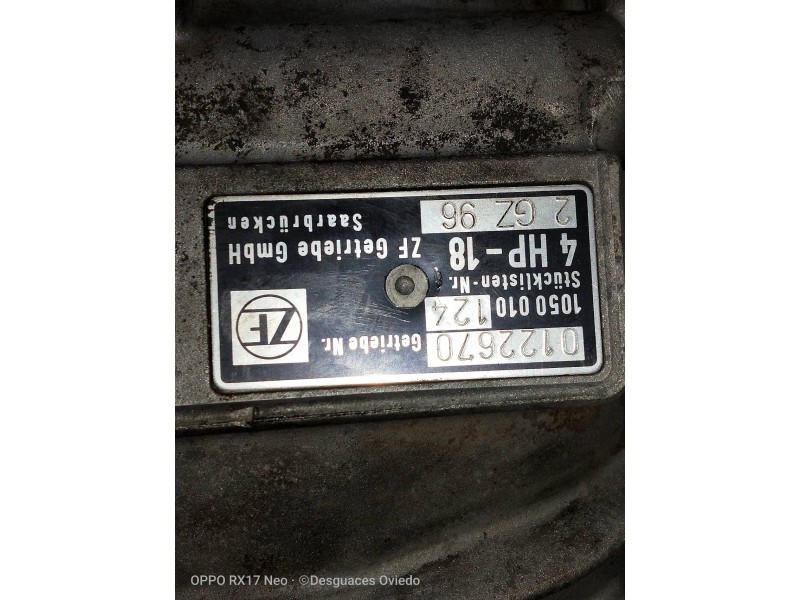 Getriebe Nr. 0122670
Stücklisten-Nr. 1050 010 124
4 HP-18
2 GZ 96
ZF
ZF Getriebe GmbH
Saarbrücken
OPPO RX17 Neo · ©Desguaces Oviedo